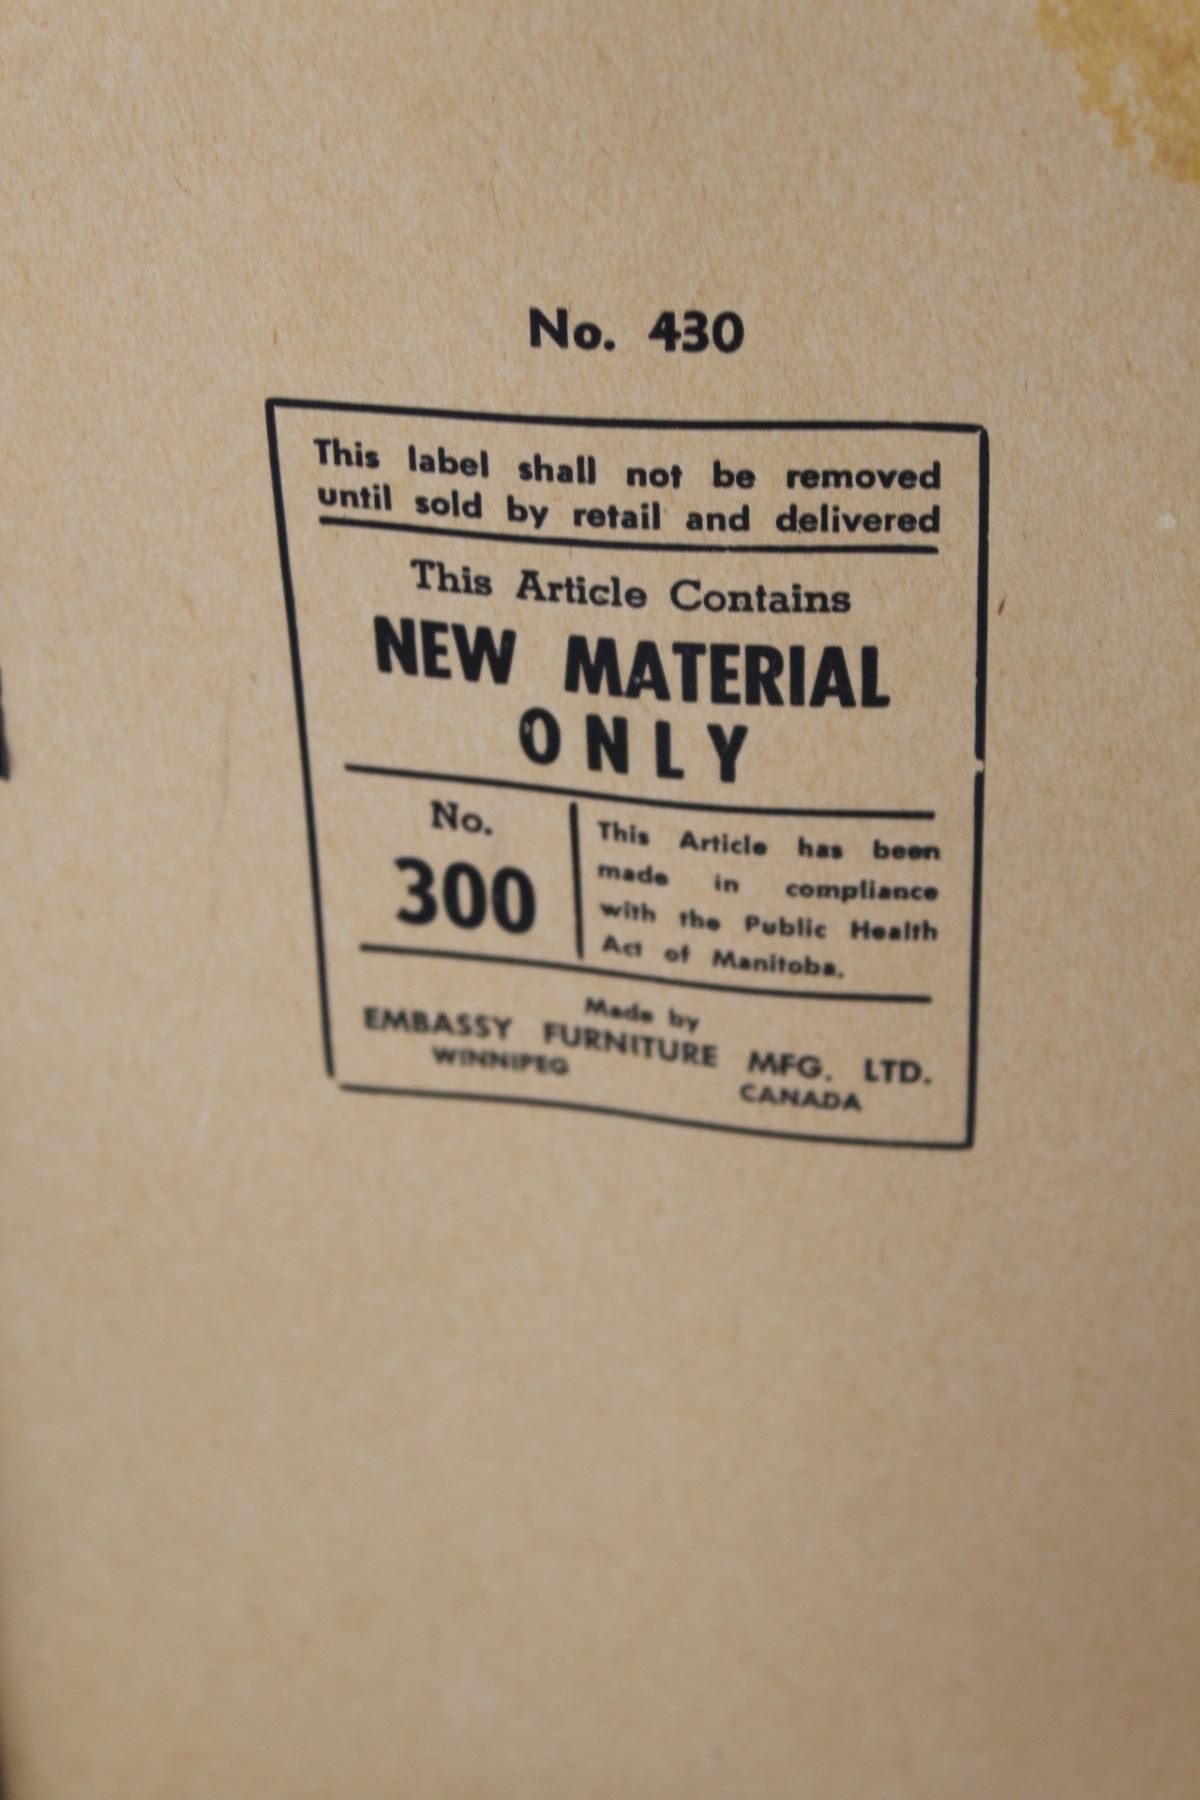 No. 430
This label shall not be removed
until sold by retail and delivered
This Article Contains
NEW MATERIAL
ONLY
No.
300
This Article has been
made in compliance
with the Public Health
Act of Manitoba.
Made by
EMBASSY FURNITURE MFG. LTD.
WINNIPEG CANADA